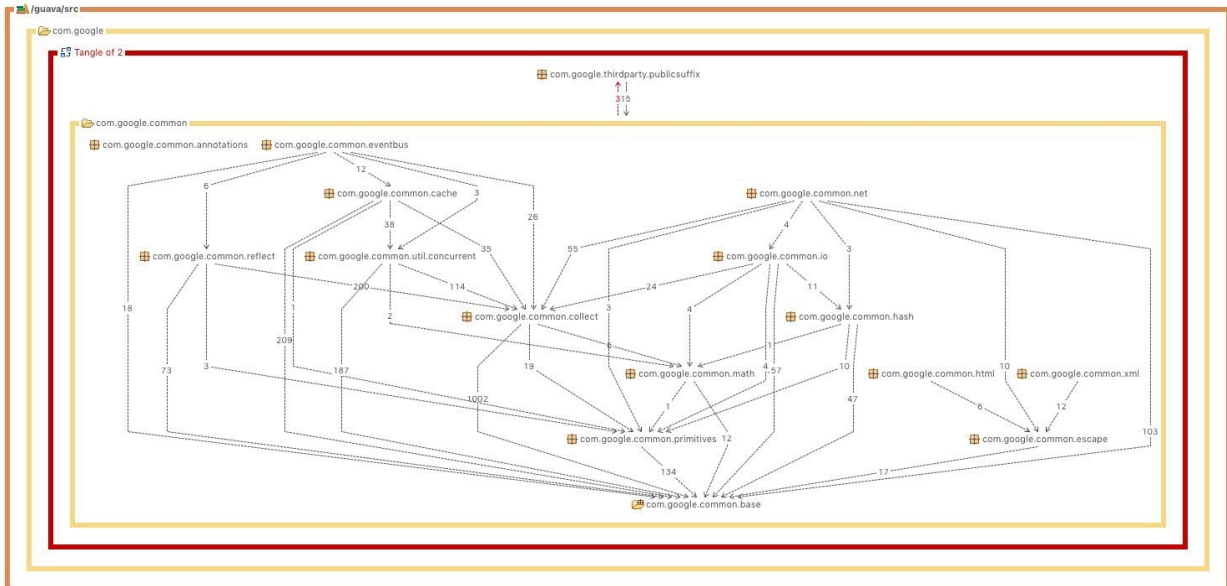 /guava/src
com.google
Tangle of 2
com.google.thirdparty.publicsuffix
315
com.google.common
com.google.common.annotations
com.google.common.eventbus
12
6
com.google.common.cache
3
com.google.common.net
26
38
35
55
4
3
com.google.common.reflect
com.google.common.util.concurrent
com.google.common.io
200
114
24
11
18
1
2
3
4
com.google.common.collect
com.google.common.hash
209
6
1
73
3
187
19
4
57
10
10
com.google.common.math
com.google.common.html
com.google.common.xml
1002
47
1
6
12
12
103
com.google.common.primitives
com.google.common.escape
134
17
com.google.common.base